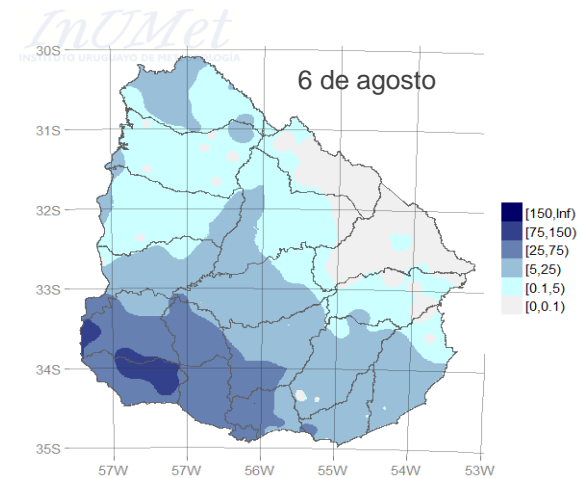 InUMet
INSTITUTO URUGUAYO DE METEOROLOGÍA
6 de agosto
30S
31S
32S
33S
34S
35S
57W
57W
56W
55W
54W
53W
[150,Inf)
[75,150)
[25,75)
[5,25)
[0.1,5)
[0,0.1)